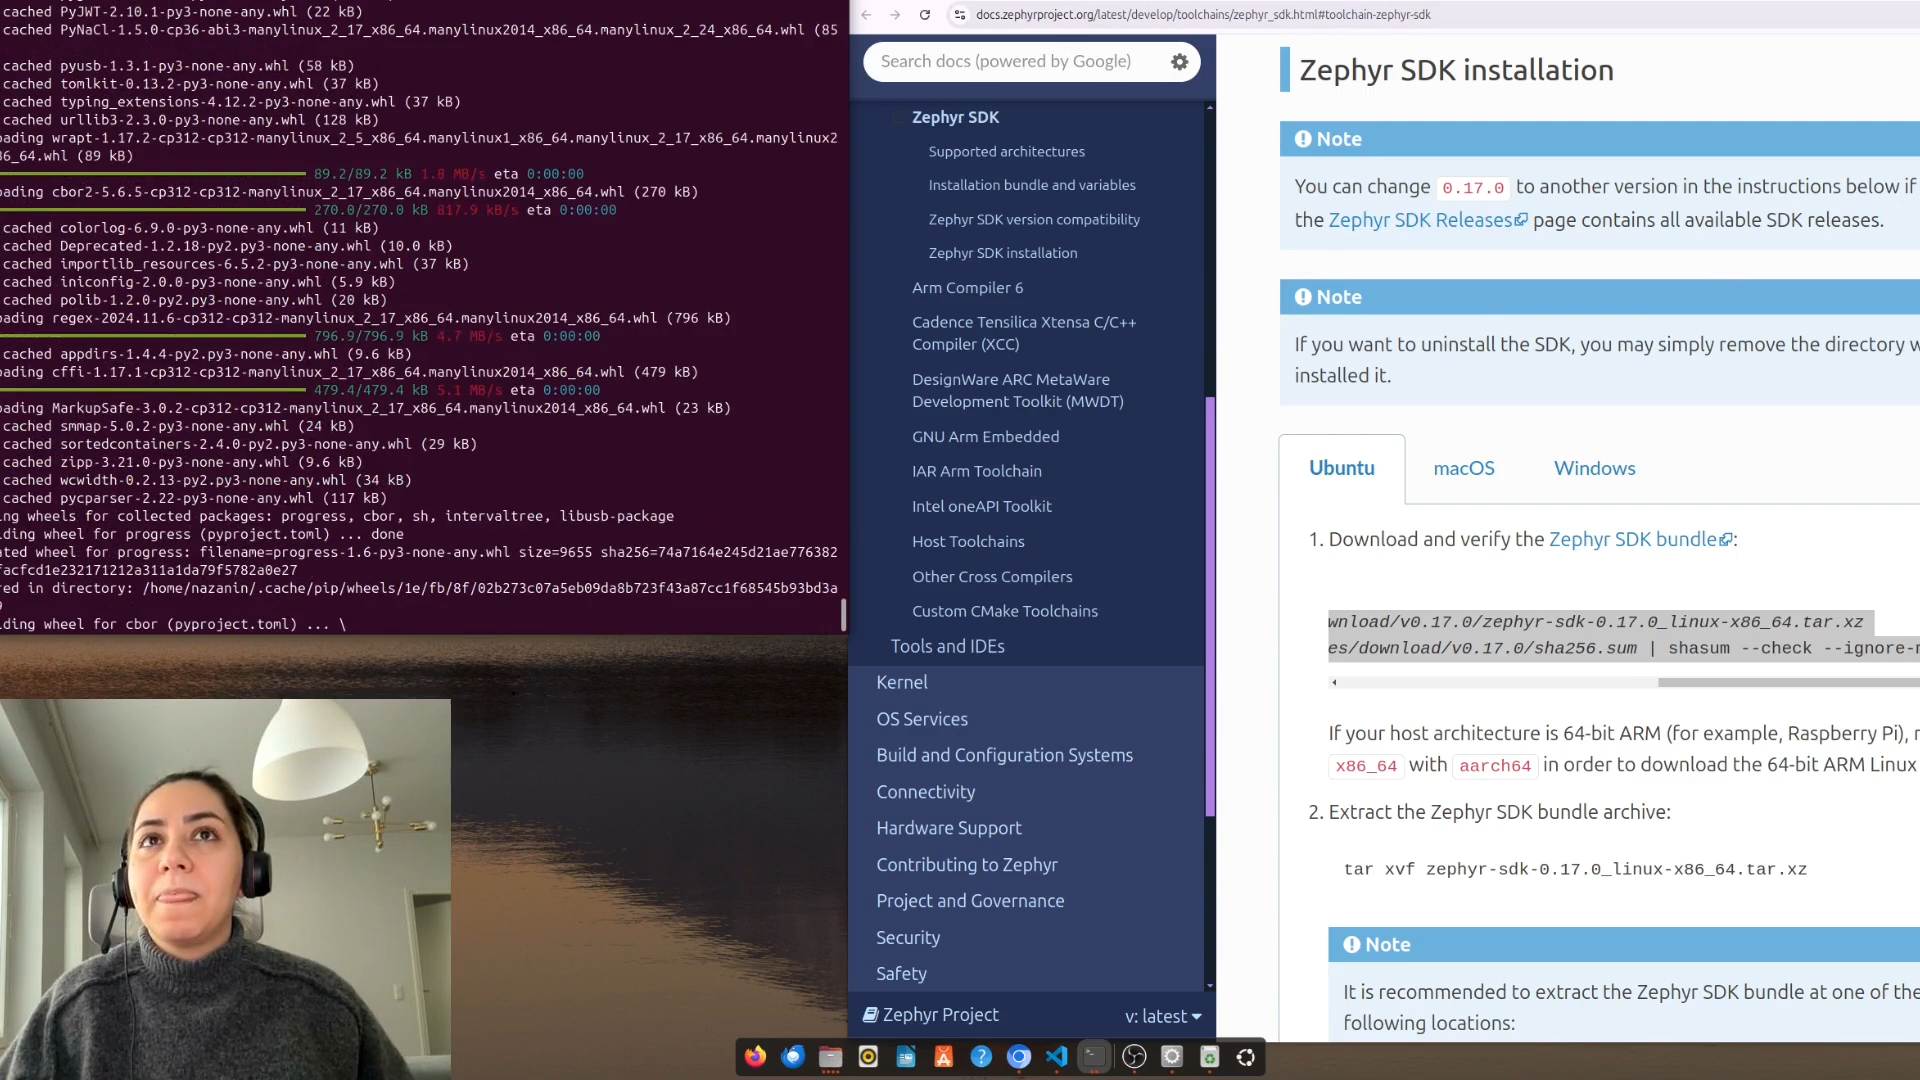 cached PyJWT-2.10.1-py3-none-any.whl (22 kB)
cached PyNaCl-1.5.0-cp36-abi3-manylinux_2_17_x86_64.manylinux2014_x86_64.manylinux_2_24_x86_64.whl (85
cached pyusb-1.3.1-py3-none-any.whl (58 kB)
cached tomlkit-0.13.2-py3-none-any.whl (37 kB)
cached typing_extensions-4.12.2-py3-none-any.whl (37 kB)
cached urllib3-2.3.0-py3-none-any.whl (128 kB)
oading wrapt-1.17.2-cp312-cp312-manylinux_2_5_x86_64.manylinux1_x86_64.manylinux_2_17_x86_64.manylinux2
86_64.whl (89 kB)
89.2/89.2 kB 1.8 MB/s eta 0:00:00
oading cbor2-5.6.5-cp312-cp312-manylinux_2_17_x86_64.manylinux2014_x86_64.whl (270 kB)
270.0/270.0 kB 817.9 kB/s eta 0:00:00
cached colorlog-6.9.0-py3-none-any.whl (11 kB)
cached Deprecated-1.2.18-py2.py3-none-any.whl (10.0 kB)
cached importlib_resources-6.5.2-py3-none-any.whl (37 kB)
cached iniconfig-2.0.0-py3-none-any.whl (5.9 kB)
cached polib-1.2.0-py2.py3-none-any.whl (20 kB)
oading regex-2024.11.6-cp312-cp312-manylinux_2_17_x86_64.manylinux2014_x86_64.whl (796 kB)
796.9/796.9 kB 4.7 MB/s eta 0:00:00
cached appdirs-1.4.4-py2.py3-none-any.whl (9.6 kB)
oading cffi-1.17.1-cp312-cp312-manylinux_2_17_x86_64.manylinux2014_x86_64.whl (479 kB)
479.4/479.4 kB 5.1 MB/s eta 0:00:00
oading MarkupSafe-3.0.2-cp312-cp312-manylinux_2_17_x86_64.manylinux2014_x86_64.whl (23 kB)
cached smmap-5.0.2-py3-none-any.whl (24 kB)
cached sortedcontainers-2.4.0-py2.py3-none-any.whl (29 kB)
cached zipp-3.21.0-py3-none-any.whl (9.6 kB)
cached wcwidth-0.2.13-py2.py3-none-any.whl (34 kB)
cached pycparser-2.22-py3-none-any.whl (117 kB)
ng wheels for collected packages: progress, cbor, sh, intervaltree, libusb-package
ding wheel for progress (pyproject.toml) ... done
ated wheel for progress: filename=progress-1.6-py3-none-any.whl size=9655 sha256=74a7164e245d21ae776382
facfcd1e232171212a311a1da79f5782a0e27
ed in directory: /home/nazanin/.cache/pip/wheels/1e/fb/8f/02b273c07a5eb09da8b723f43a87cc1f68545b93bd3a
9
ding wheel for cbor (pyproject.toml) ... \
docs.zephyrproject.org/latest/develop/toolchains/zephyr_sdk.html#toolchain-zephyr-sdk
Search docs (powered by Google)
Zephyr SDK
Supported architectures
Installation bundle and variables
Zephyr SDK version compatibility
Zephyr SDK installation
Arm Compiler 6
Cadence Tensilica Xtensa C/C++
Compiler (XCC)
DesignWare ARC MetaWare
Development Toolkit (MWDT)
GNU Arm Embedded
IAR Arm Toolchain
Intel oneAPI Toolkit
Host Toolchains
Other Cross Compilers
Custom CMake Toolchains
Tools and IDEs
Kernel
OS Services
Build and Configuration Systems
Connectivity
Hardware Support
Contributing to Zephyr
Project and Governance
Security
Safety
Zephyr Project
v: latest
Zephyr SDK installation
Note
You can change 0.17.0 to another version in the instructions below if
the Zephyr SDK Releases page contains all available SDK releases.
Note
If you want to uninstall the SDK, you may simply remove the directory w
installed it.
Ubuntu macOS Windows
1. Download and verify the Zephyr SDK bundle:
wnload/v0.17.0/zephyr-sdk-0.17.0_linux-x86_64.tar.xz
es/download/v0.17.0/sha256.sum | shasum --check --ignore-m
If your host architecture is 64-bit ARM (for example, Raspberry Pi), r
x86_64 with aarch64 in order to download the 64-bit ARM Linux
2. Extract the Zephyr SDK bundle archive:
tar xvf zephyr-sdk-0.17.0_linux-x86_64.tar.xz
Note
It is recommended to extract the Zephyr SDK bundle at one of the
following locations: